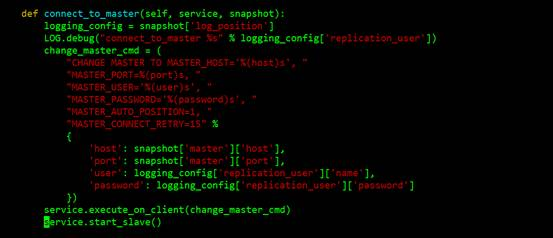 def connect_to_master(self, service, snapshot):
    logging_config = snapshot['log_position']
    LOG.debug("connect_to_master %s" % logging_config['replication_user'])
    change_master_cmd = (
        "CHANGE MASTER TO MASTER_HOST='%(host)s', "
        "MASTER_PORT=%(port)s, "
        "MASTER_USER='%(user)s', "
        "MASTER_PASSWORD='%(password)s', "
        "MASTER_AUTO_POSITION=1, "
        "MASTER_CONNECT_RETRY=15" %
        {
            'host': snapshot['master']['host'],
            'port': snapshot['master']['port'],
            'user': logging_config['replication_user']['name'],
            'password': logging_config['replication_user']['password']
        })
    service.execute_on_client(change_master_cmd)
    service.start_slave()